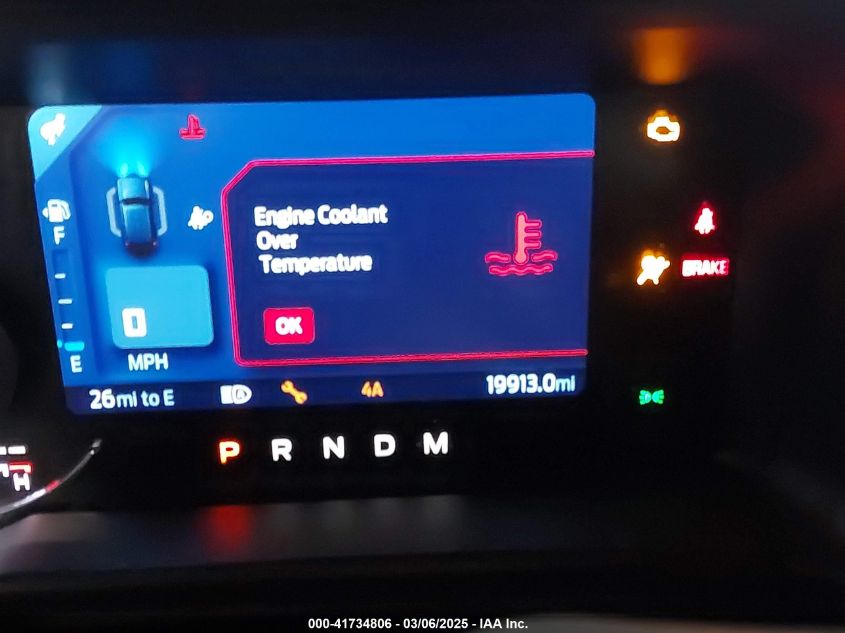 Engine Coolant
Over
Temperature
OK
F
E
0
MPH
26mi to E
A
4A
19913.0mi
BRAKE
P R N D M
H
000-41734806 - 03/06/2025 - IAA Inc.